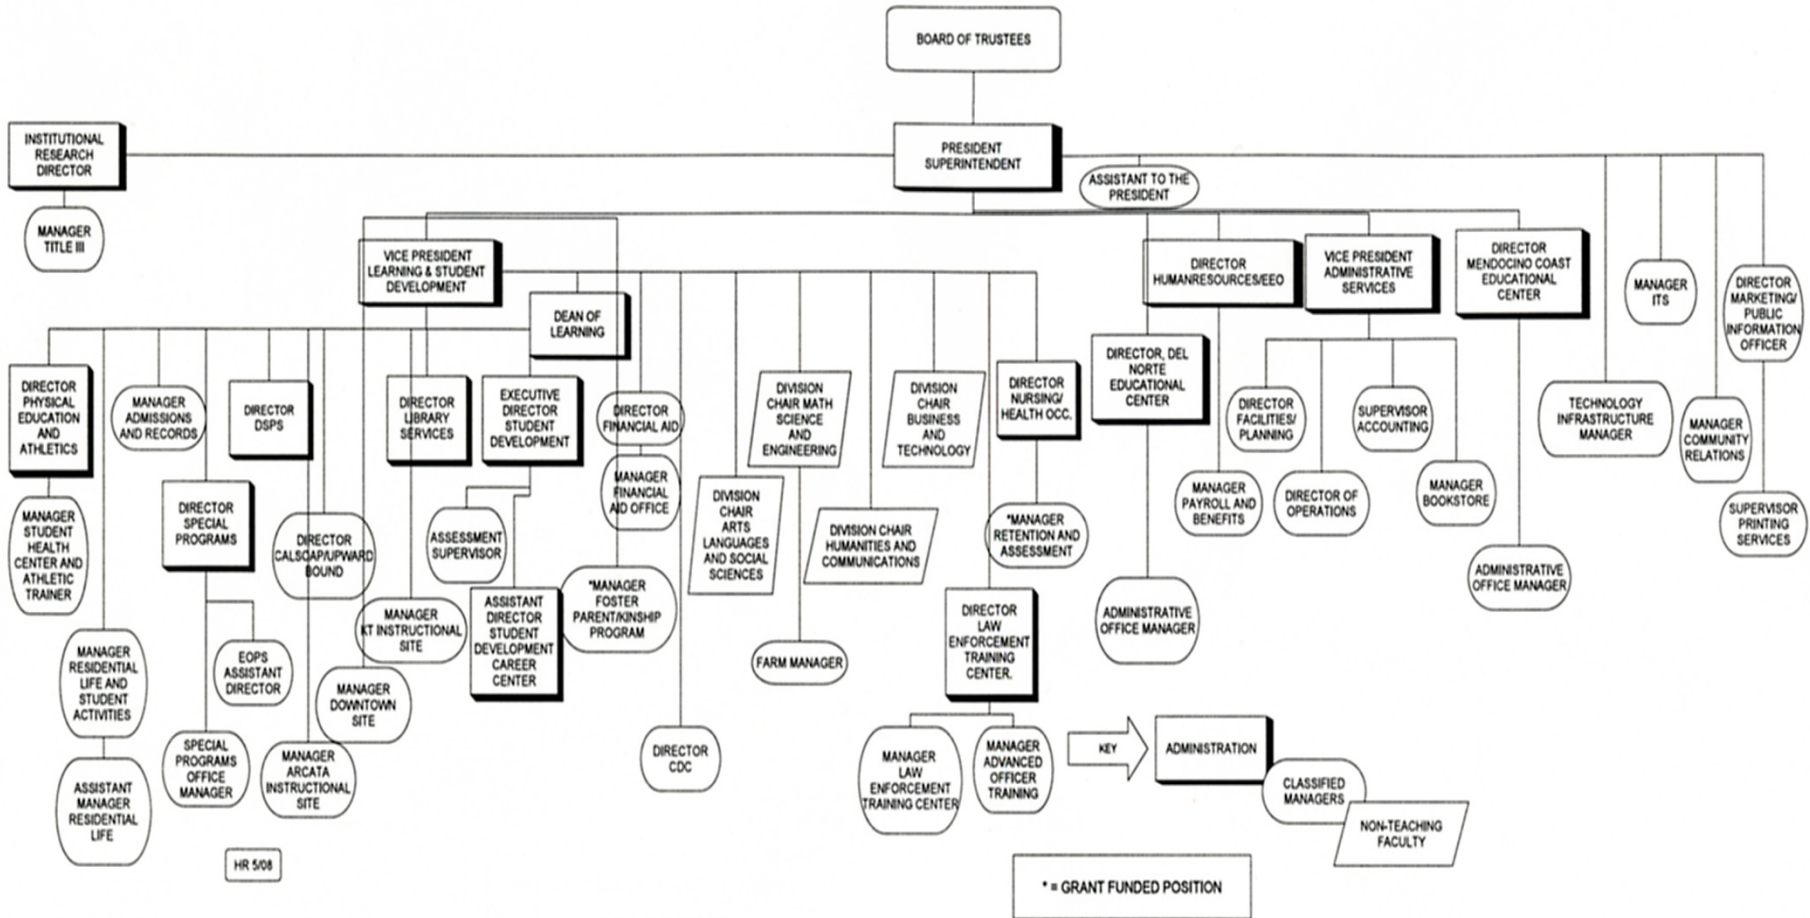 BOARD OF TRUSTEES
INSTITUTIONAL
RESEARCH
DIRECTOR
PRESIDENT
SUPERINTENDENT
ASSISTANT TO THE
PRESIDENT
MANAGER
TITLE III
VICE PRESIDENT
LEARNING & STUDENT
DEVELOPMENT
DIRECTOR
HUMANRESOURCES/EEO
VICE PRESIDENT
ADMINISTRATIVE
SERVICES
DIRECTOR
MENDOCINO COAST
EDUCATIONAL
CENTER
MANAGER
ITS
DIRECTOR
MARKETING/
PUBLIC
INFORMATION
OFFICER
DEAN OF
LEARNING
DIRECTOR
PHYSICAL
EDUCATION
AND
ATHLETICS
MANAGER
ADMISSIONS
AND RECORDS
DIRECTOR
DSPS
DIRECTOR
LIBRARY
SERVICES
EXECUTIVE
DIRECTOR
STUDENT
DEVELOPMENT
DIRECTOR
FINANCIAL AID
DIVISION
CHAIR MATH
SCIENCE
AND
ENGINEERING
DIVISION
CHAIR
BUSINESS
AND
TECHNOLOGY
DIRECTOR
NURSING/
HEALTH OCC.
DIRECTOR, DEL
NORTE
EDUCATIONAL
CENTER
DIRECTOR
FACILITIES/
PLANNING
SUPERVISOR
ACCOUNTING
TECHNOLOGY
INFRASTRUCTURE
MANAGER
MANAGER
COMMUNITY
RELATIONS
MANAGER
STUDENT
HEALTH
CENTER AND
ATHLETIC
TRAINER
DIRECTOR
SPECIAL
PROGRAMS
DIRECTOR
CALSOAP/UPWARD
BOUND
ASSESSMENT
SUPERVISOR
MANAGER
FINANCIAL
AID OFFICE
DIVISION
CHAIR
ARTS
LANGUAGES
AND SOCIAL
SCIENCES
DIVISION CHAIR
HUMANITIES AND
COMMUNICATIONS
*MANAGER
RETENTION AND
ASSESSMENT
MANAGER
PAYROLL AND
BENEFITS
DIRECTOR OF
OPERATIONS
MANAGER
BOOKSTORE
SUPERVISOR
PRINTING
SERVICES
MANAGER
RESIDENTIAL
LIFE AND
STUDENT
ACTIVITIES
EOPS
ASSISTANT
DIRECTOR
MANAGER
KT INSTRUCTIONAL
SITE
ASSISTANT
DIRECTOR
STUDENT
DEVELOPMENT
CAREER
CENTER
*MANAGER
FOSTER
PARENT/KINSHIP
PROGRAM
FARM MANAGER
DIRECTOR
LAW
ENFORCEMENT
TRAINING
CENTER.
ADMINISTRATIVE
OFFICE MANAGER
ADMINISTRATIVE
OFFICE MANAGER
MANAGER
DOWNTOWN
SITE
ASSISTANT
MANAGER
RESIDENTIAL
LIFE
SPECIAL
PROGRAMS
OFFICE
MANAGER
MANAGER
ARCATA
INSTRUCTIONAL
SITE
DIRECTOR
CDC
MANAGER
LAW
ENFORCEMENT
TRAINING CENTER
MANAGER
ADVANCED
OFFICER
TRAINING
KEY
ADMINISTRATION
CLASSIFIED
MANAGERS
NON-TEACHING
FACULTY
HR 5/08
* = GRANT FUNDED POSITION